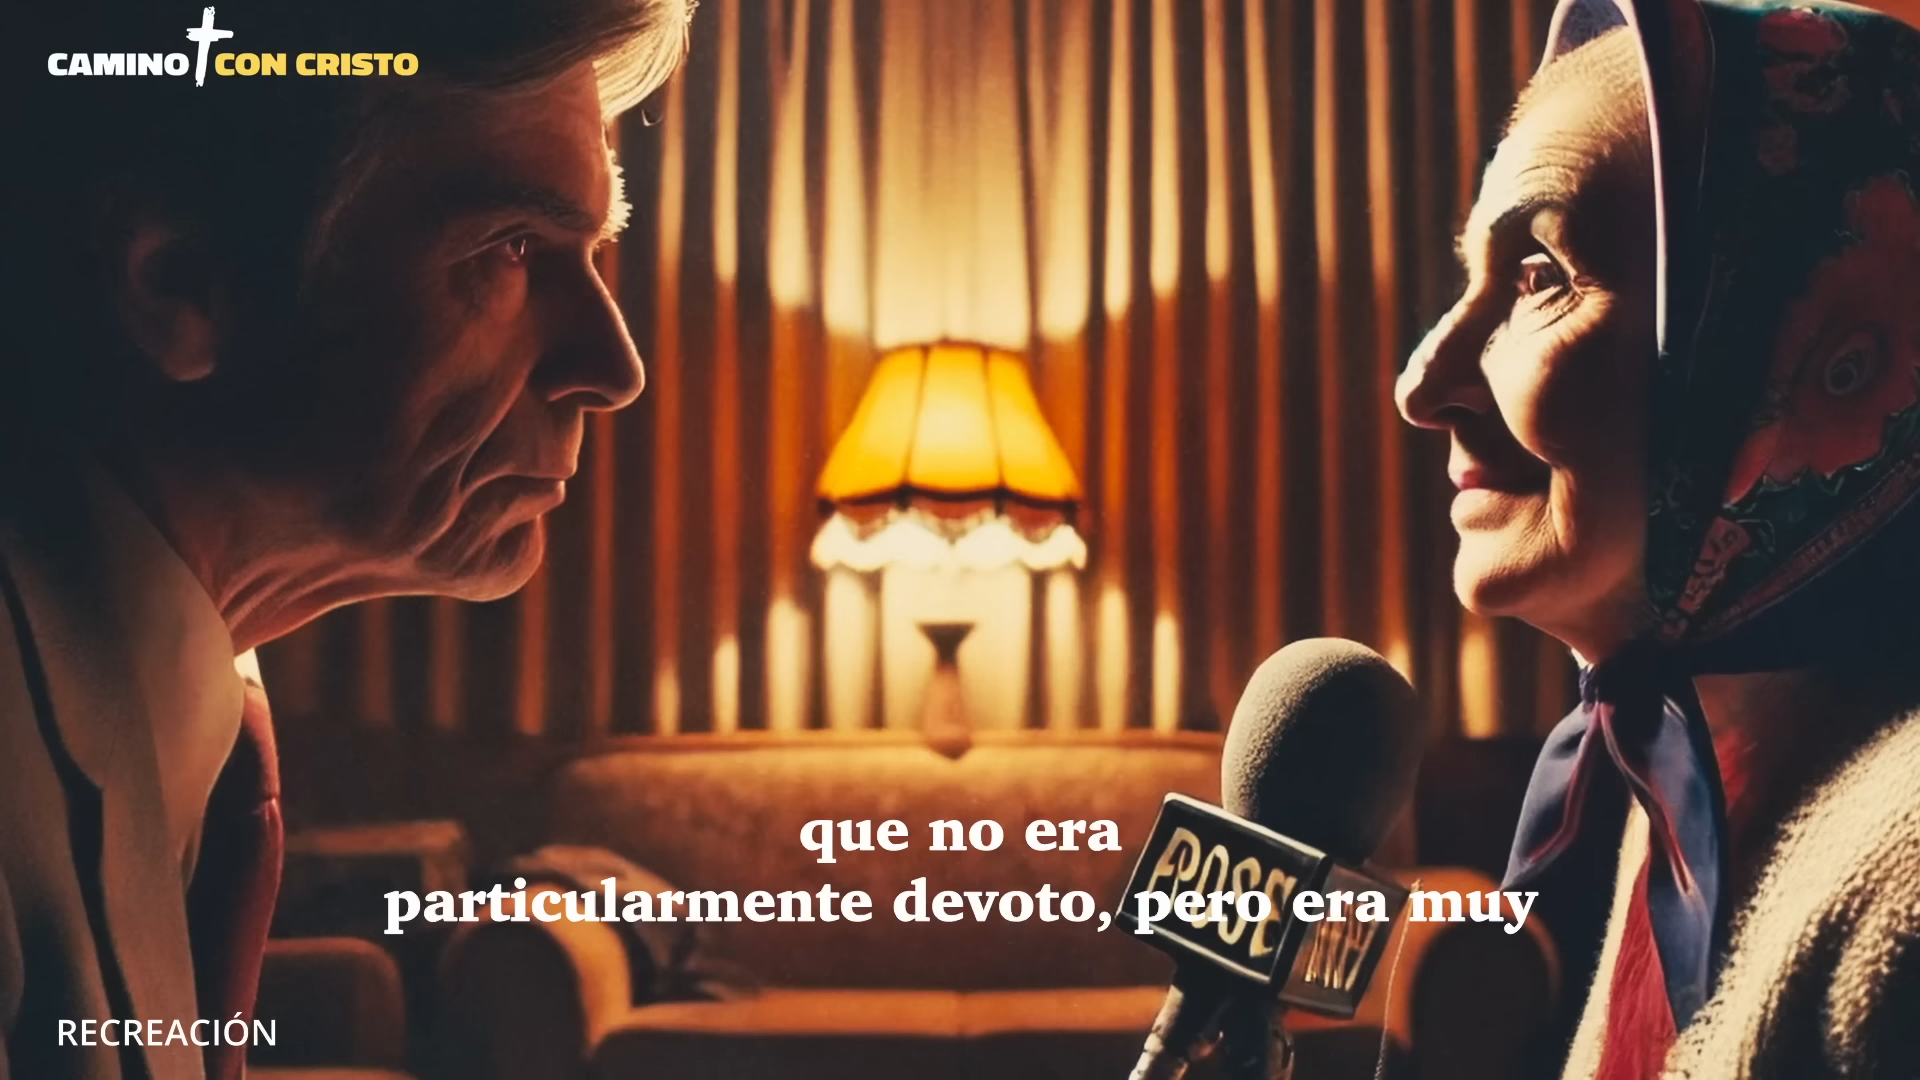 CAMINO CON CRISTO
que no era
particularmente devoto, pero era muy
RECREACIÓN